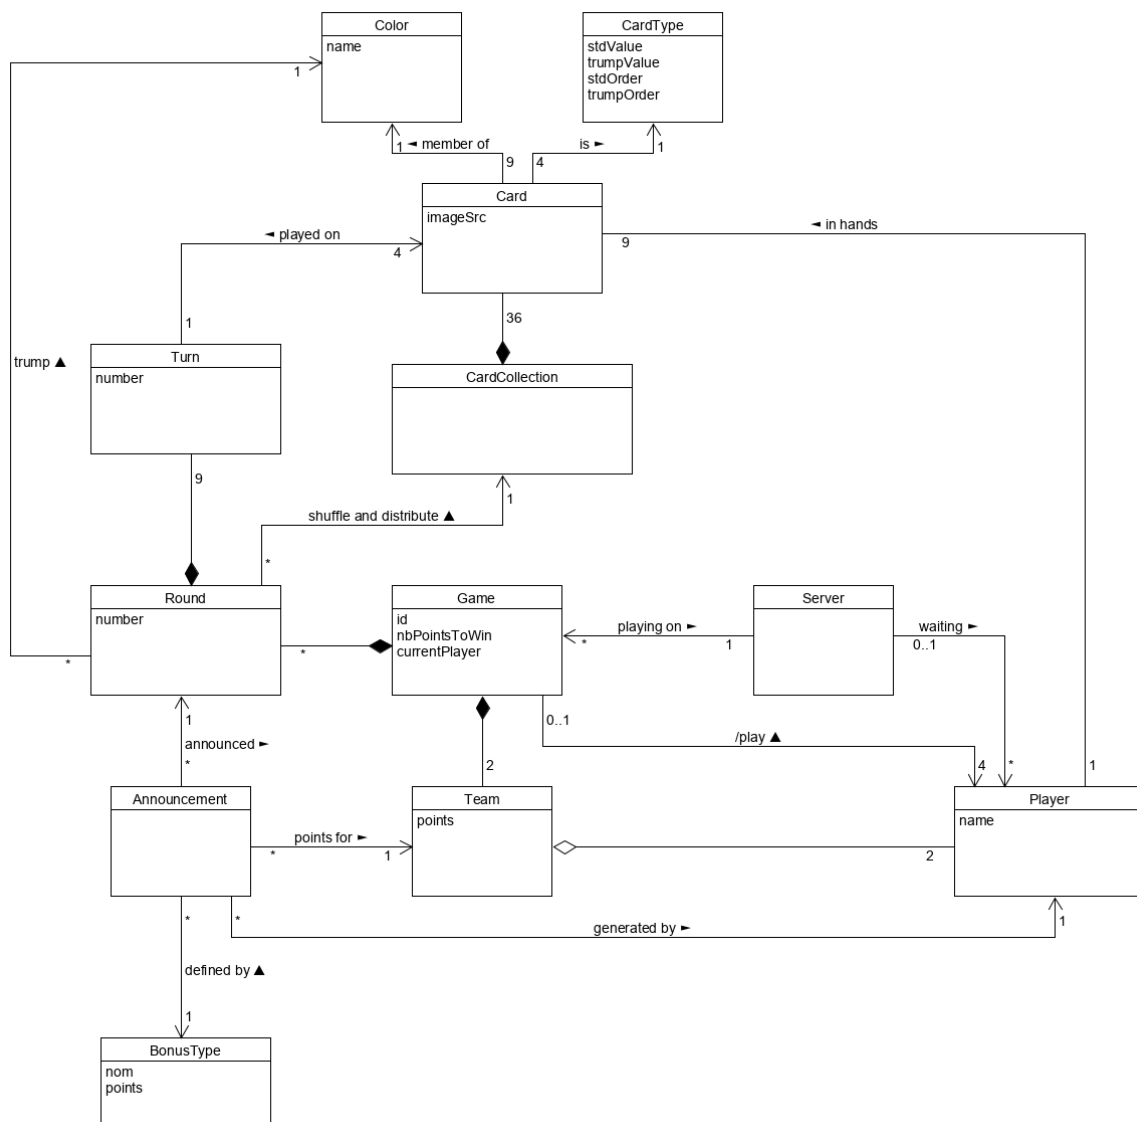 Color
name
CardType
stdValue
trumpValue
stdOrder
trumpOrder
1
1
◄ member of
is ►
1
9
4
Card
imageSrc
◄ played on
4
◄ in hands
9
36
1
trump ▲
Turn
number
CardCollection
9
1
shuffle and distribute ▲
*
Round
number
Game
id
nbPointsToWin
currentPlayer
Server
playing on ►
*
1
waiting ►
0..1
*
*
1
0..1
/play ▲
announced ►
*
2
4
*
1
Announcement
Team
points
Player
name
points for ►
*
1
2
*
*
generated by ►
1
defined by ▲
1
BonusType
nom
points